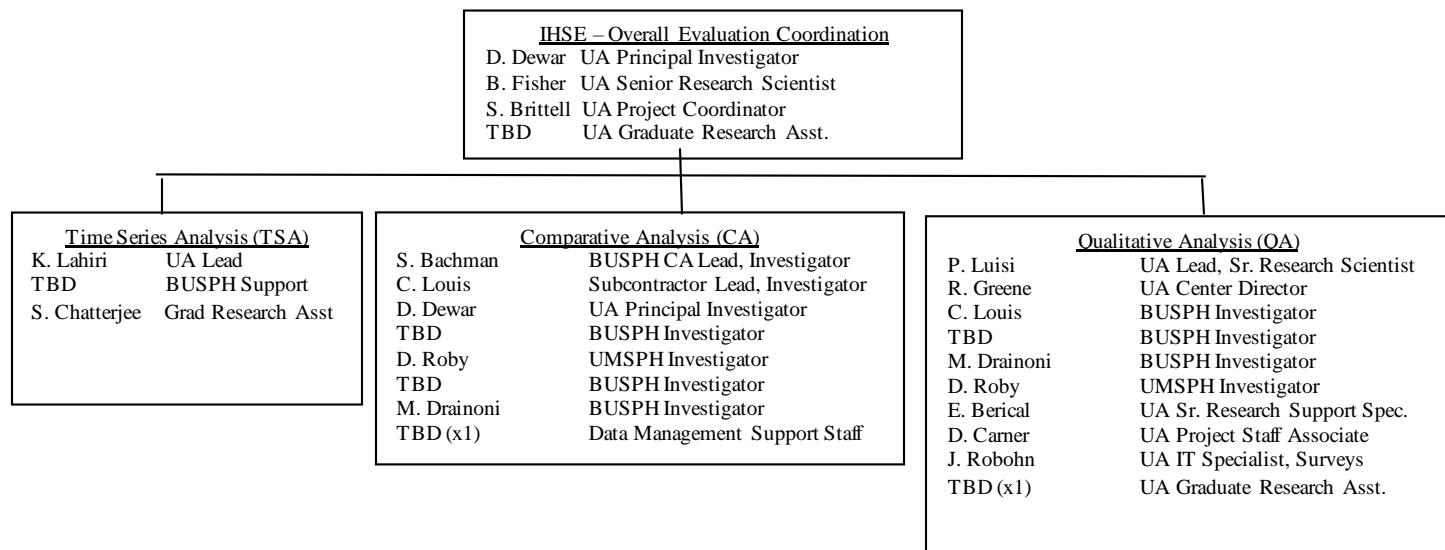 IHSE – Overall Evaluation Coordination
D. Dewar UA Principal Investigator
B. Fisher UA Senior Research Scientist
S. Brittell UA Project Coordinator
TBD UA Graduate Research Asst.
Time Series Analysis (TSA)
K. Lahiri UA Lead
TBD BUSPH Support
S. Chatterjee Grad Research Asst
Comparative Analysis (CA)
S. Bachman BUSPH CA Lead, Investigator
C. Louis Subcontractor Lead, Investigator
D. Dewar UA Principal Investigator
TBD BUSPH Investigator
D. Roby UMSPH Investigator
TBD BUSPH Investigator
M. Drainoni BUSPH Investigator
TBD (x1) Data Management Support Staff
Qualitative Analysis (QA)
P. Luisi UA Lead, Sr. Research Scientist
R. Greene UA Center Director
C. Louis BUSPH Investigator
TBD BUSPH Investigator
M. Drainoni BUSPH Investigator
D. Roby UMSPH Investigator
E. Berical UA Sr. Research Support Spec.
D. Carner UA Project Staff Associate
J. Robohn UA IT Specialist, Surveys
TBD (x1) UA Graduate Research Asst.